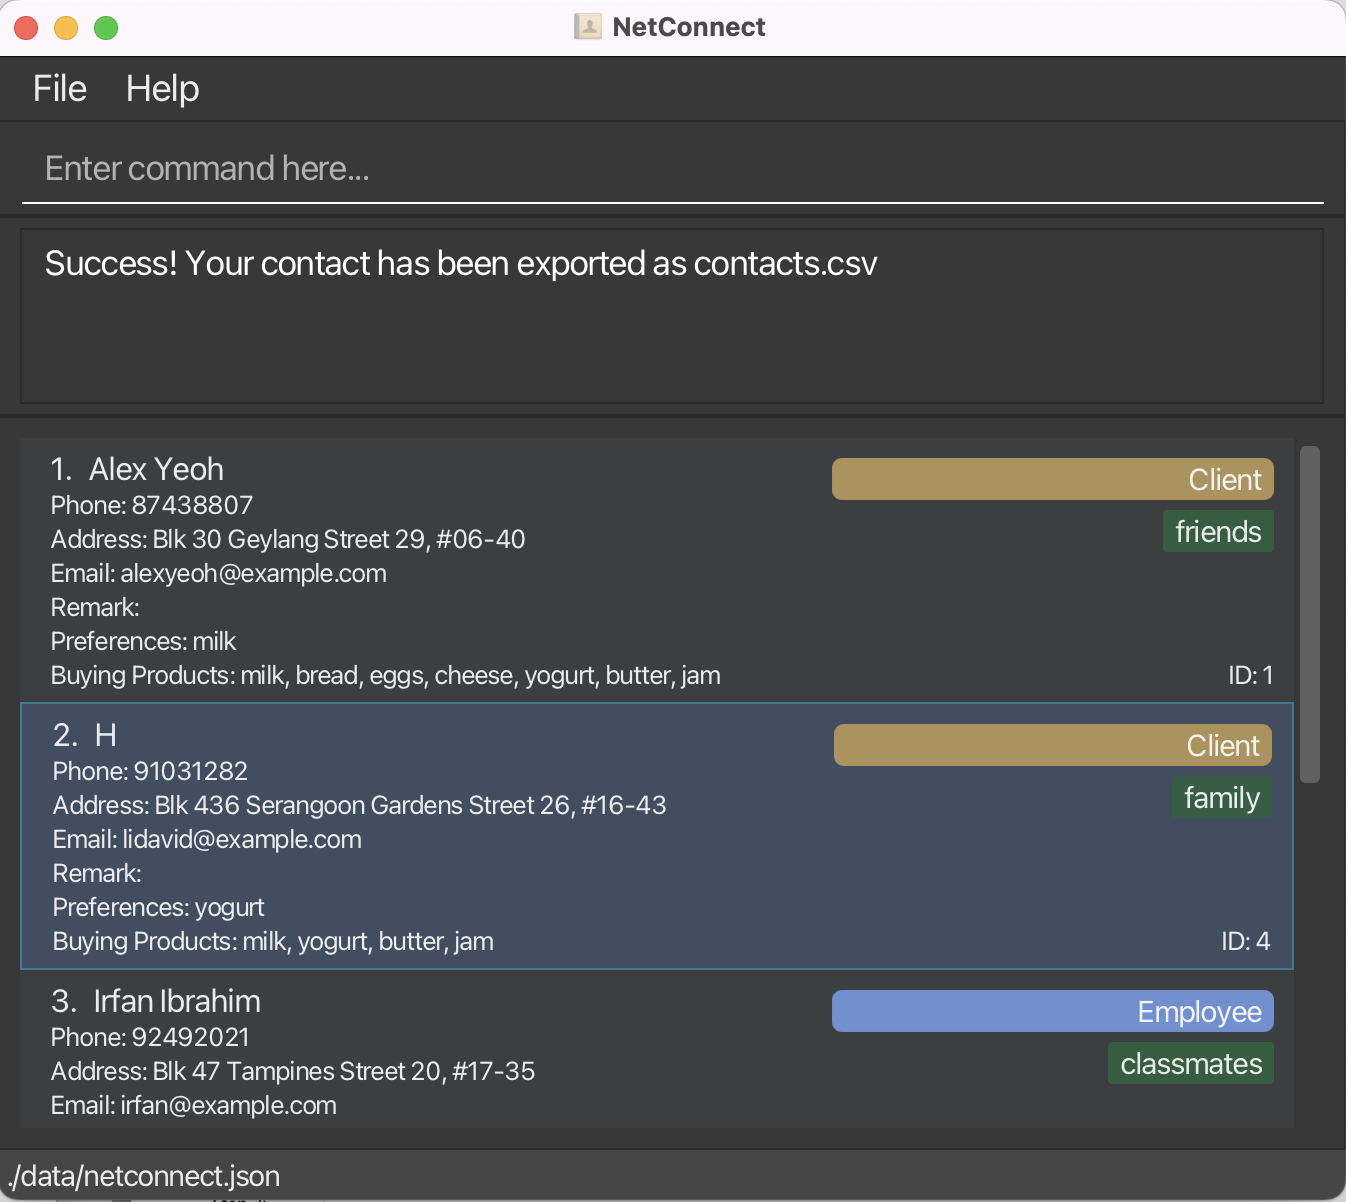 NetConnect
File Help
Enter command here...
Success! Your contact has been exported as contacts.csv
1. Alex Yeoh
Client
Phone: 87438807
friends
Address: Blk 30 Geylang Street 29, #06-40
Email: alexyeoh@example.com
Remark:
Preferences: milk
Buying Products: milk, bread, eggs, cheese, yogurt, butter, jam
ID: 1
2. H
Client
Phone: 91031282
family
Address: Blk 436 Serangoon Gardens Street 26, #16-43
Email: lidavid@example.com
Remark:
Preferences: yogurt
Buying Products: milk, yogurt, butter, jam
ID: 4
3. Irfan Ibrahim
Employee
Phone: 92492021
classmates
Address: Blk 47 Tampines Street 20, #17-35
Email: irfan@example.com
./data/netconnect.json